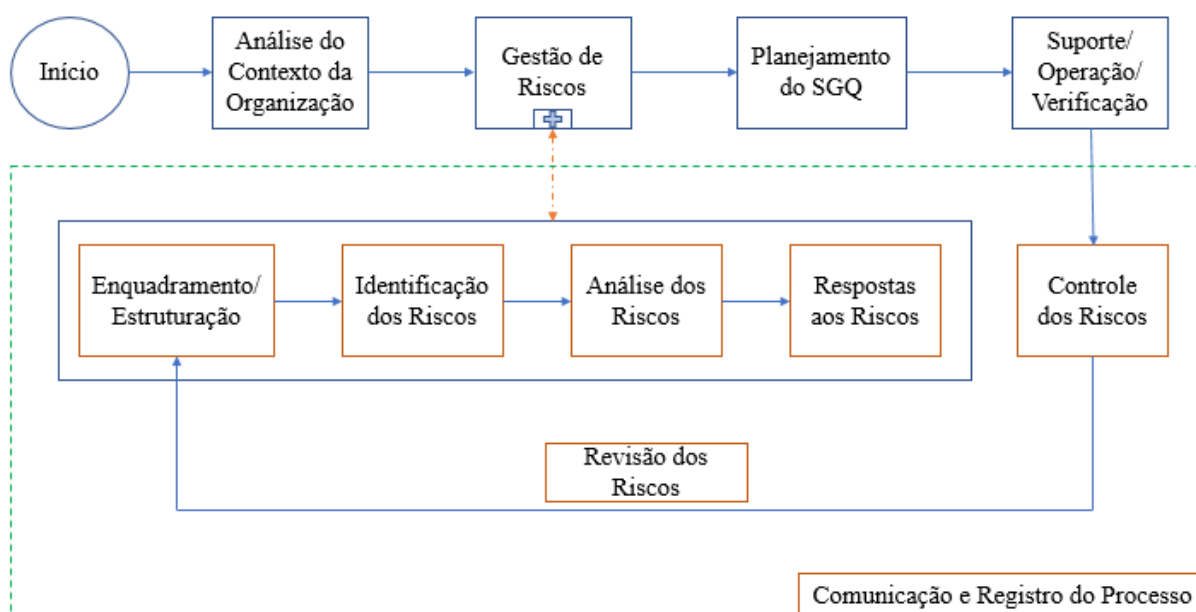 Início
Análise do
Contexto da
Organização
Gestão de
Riscos
Planejamento
do SGQ
Suporte/
Operação/
Verificação
Enquadramento/
Estruturação
Identificação
dos Riscos
Análise dos
Riscos
Respostas
aos Riscos
Controle
dos Riscos
Revisão dos
Riscos
Comunicação e Registro do Processo